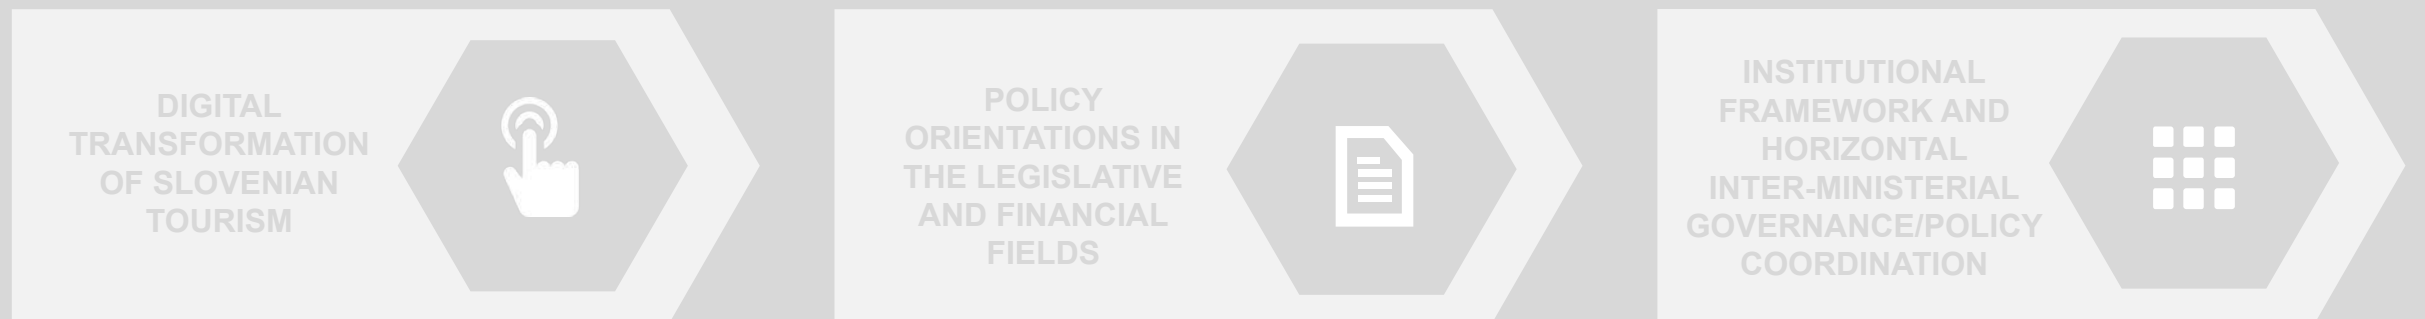 DIGITAL
TRANSFORMATION
OF SLOVENIAN
TOURISM
POLICY
ORIENTATIONS IN
THE LEGISLATIVE
AND FINANCIAL
FIELDS
INSTITUTIONAL
FRAMEWORK AND
HORIZONTAL
INTER-MINISTERIAL
GOVERNANCE/POLICY
COORDINATION